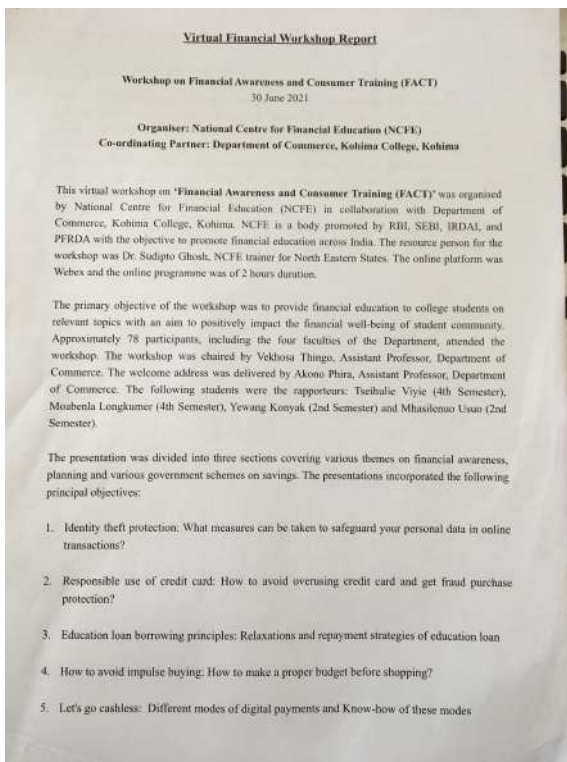 Virtual Financial Workshop Report
Workshop on Financial Awareness and Consumer Training (FACT)
30 June 2021
Organiser: National Centre for Financial Education (NCFE)
Co-ordinating Partner: Department of Commerce, Kohima College, Kohima
This virtual workshop on 'Financial Awareness and Consumer Training (FACT)' was organised
by National Centre for Financial Education (NCFE) in collaboration with Department of
Commerce, Kohima College, Kohima. NCFE is a body promoted by RBI, SEBI, IRDAI, and
PFRDA with the objective to promote financial education across India. The resource person for the
workshop was Dr. Sudipto Ghosh, NCFE trainer for North Eastern States. The online platform was
Webex and the online programme was of 2 hours duration.
The primary objective of the workshop was to provide financial education to college students on
relevant topics with an aim to positively impact the financial well-being of student community.
Approximately 78 participants, including the four faculties of the Department, attended the
workshop. The workshop was chaired by Vekhosa Thingo, Assistant Professor, Department of
Commerce. The welcome address was delivered by Akono Phira, Assistant Professor, Department
of Commerce. The following students were the rapporteurs: Tseibulie Viyie (4th Semester),
Moabenla Longkumer (4th Semester), Yewang Konyak (2nd Semester) and Mhasilenuo Usuo (2nd
Semester).
The presentation was divided into three sections covering various themes on financial awareness,
planning and various government schemes on savings. The presentations incorporated the following
principal objectives:
1. Identity theft protection: What measures can be taken to safeguard your personal data in online
transactions?
2. Responsible use of credit card: How to avoid overusing credit card and get fraud purchase
protection?
3. Education loan borrowing principles: Relaxations and repayment strategies of education loan
4. How to avoid impulse buying: How to make a proper budget before shopping?
5. Let's go cashless: Different modes of digital payments and Know-how of these modes